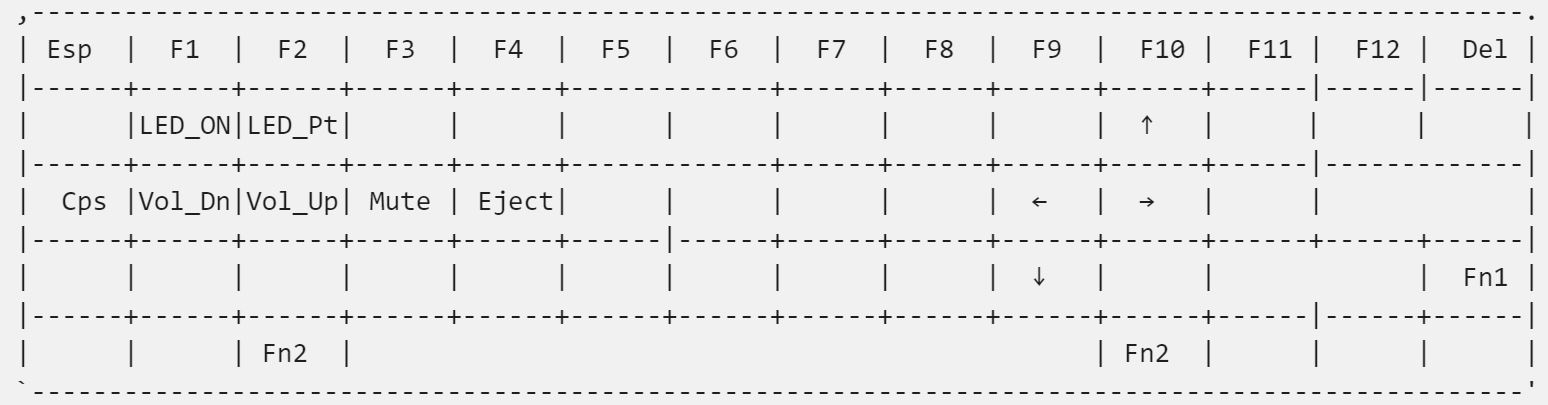 ,---------------------------------------------------------------------------------------------------.
| Esp  |  F1  |  F2  |  F3  |  F4  |  F5  |  F6  |  F7  |  F8  |  F9  |  F10 |  F11 |  F12 |  Del |
|------+------+------+------+------+-------------+------+------+------+------+------|------|------|
|      |LED_ON|LED_Pt|      |      |      |      |      |      |      |  ↑  |      |      |      |
|------+------+------+------+------+-------------+------+------+------+------+------|-------------|
|  Cps |Vol_Dn|Vol_Up| Mute | Eject|      |      |      |      |  ←  |  →  |      |             |
|------+------+------+------+------+------|------+------+------+------+------+------+------+------|
|      |      |      |      |      |      |      |      |      |  ↓  |      |             |  Fn1 |
|------+------+------+------+------+------+------+------+------+------+------+------|------+------|
|      |      | Fn2  |                                                | Fn2  |      |      |      |
`---------------------------------------------------------------------------------------------------'